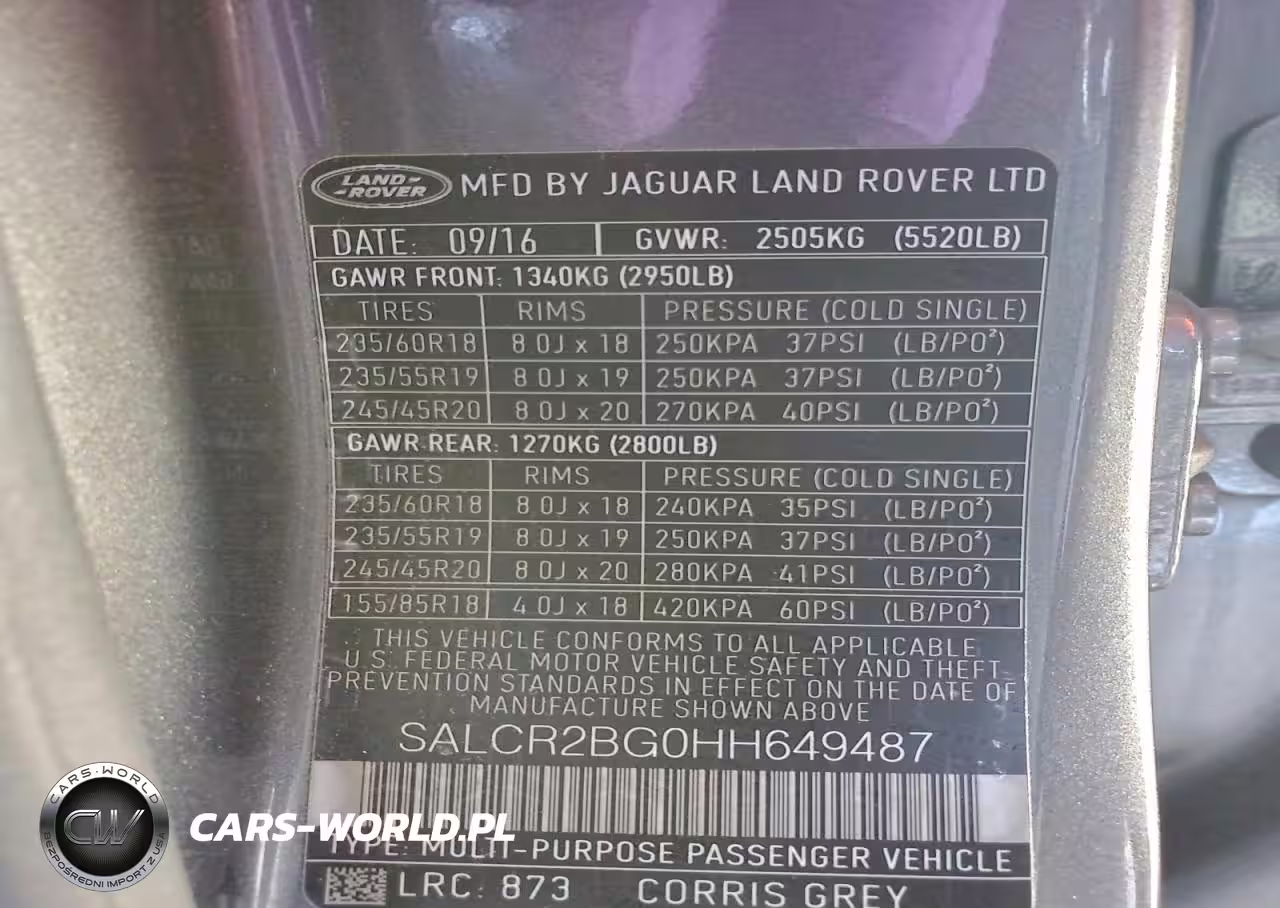 LAND-ROVER MFD BY JAGUAR LAND ROVER LTD
DATE: 09/16 GVWR: 2505KG (5520LB)
GAWR FRONT: 1340KG (2950LB)
TIRES RIMS PRESSURE (COLD SINGLE)
235/60R18 8.0J x 18 250KPA 37PSI (LB/PO²)
235/55R19 8.0J x 19 250KPA 37PSI (LB/PO²)
245/45R20 8.0J x 20 270KPA 40PSI (LB/PO²)
GAWR REAR: 1270KG (2800LB)
TIRES RIMS PRESSURE (COLD SINGLE)
235/60R18 8.0J x 18 240KPA 35PSI (LB/PO²)
235/55R19 8.0J x 19 250KPA 37PSI (LB/PO²)
245/45R20 8.0J x 20 280KPA 41PSI (LB/PO²)
155/85R18 4.0J x 18 420KPA 60PSI (LB/PO²)
THIS VEHICLE CONFORMS TO ALL APPLICABLE
U.S. FEDERAL MOTOR VEHICLE SAFETY AND THEFT
PREVENTION STANDARDS IN EFFECT ON THE DATE OF
MANUFACTURE SHOWN ABOVE
SALCR2BG0HH649487
TYPE: MULTI-PURPOSE PASSENGER VEHICLE
LRC: 873 CORRIS GREY
CARS-WORLD
CW
BEZPOŚREDNI IMPORT Z USA
CARS-WORLD.PL